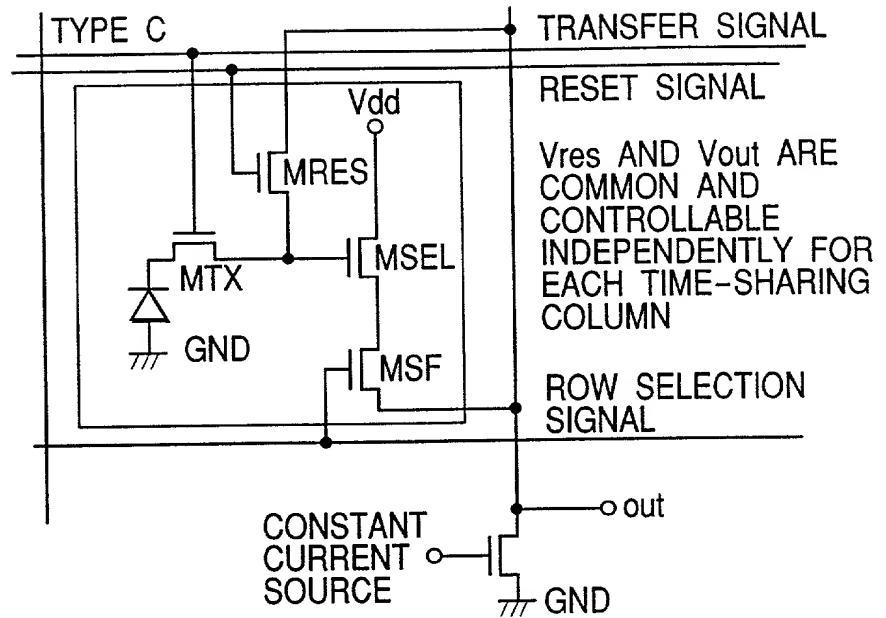 TYPE C
TRANSFER SIGNAL
RESET SIGNAL
Vdd
MRES
Vres AND Vout ARE
COMMON AND
CONTROLLABLE
INDEPENDENTLY FOR
EACH TIME-SHARING
COLUMN
MTX
MSEL
GND
MSF
ROW SELECTION
SIGNAL
out
CONSTANT
CURRENT
SOURCE
GND